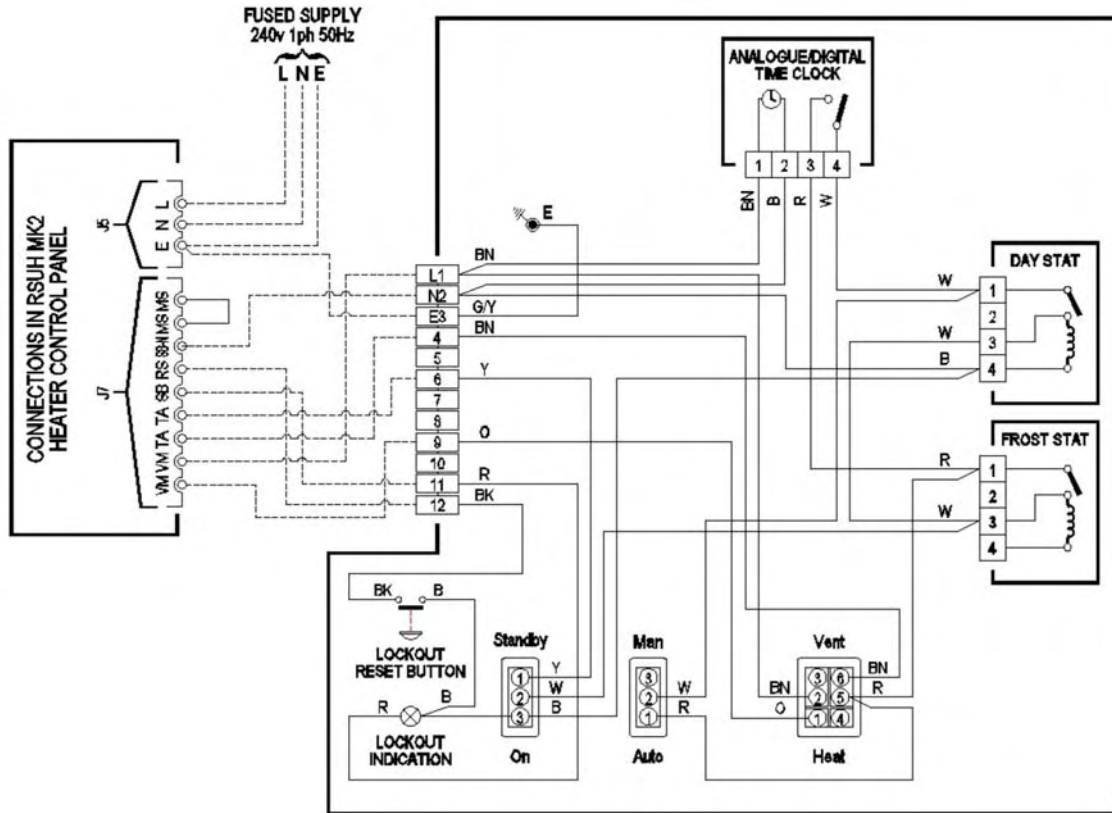 FUSED SUPPLY
240v 1ph 50Hz
L N E
ANALOGUE/DIGITAL
TIME CLOCK
1 2 3 4
BN B R W
CONNECTIONS IN RSUH MK2
HEATER CONTROL PANEL
J5
L
N
E
J7
MS
MS
SBH
RS
SB
TA
TA
VM
VM
E
L1 BN
N2
E3 G/Y
4 BN
5
6 Y
7
8
9 O
10
11 R
12 BK
DAY STAT
W 1
2
W 3
B 4
FROST STAT
R 1
2
W 3
4
BK B
LOCKOUT
RESET BUTTON
R B
LOCKOUT
INDICATION
Standby
1 Y
2 W
3 B
On
Man
3
2 W
1 R
Auto
Vent
3 6 BN
BN 2 5 R
O 1 4
Heat